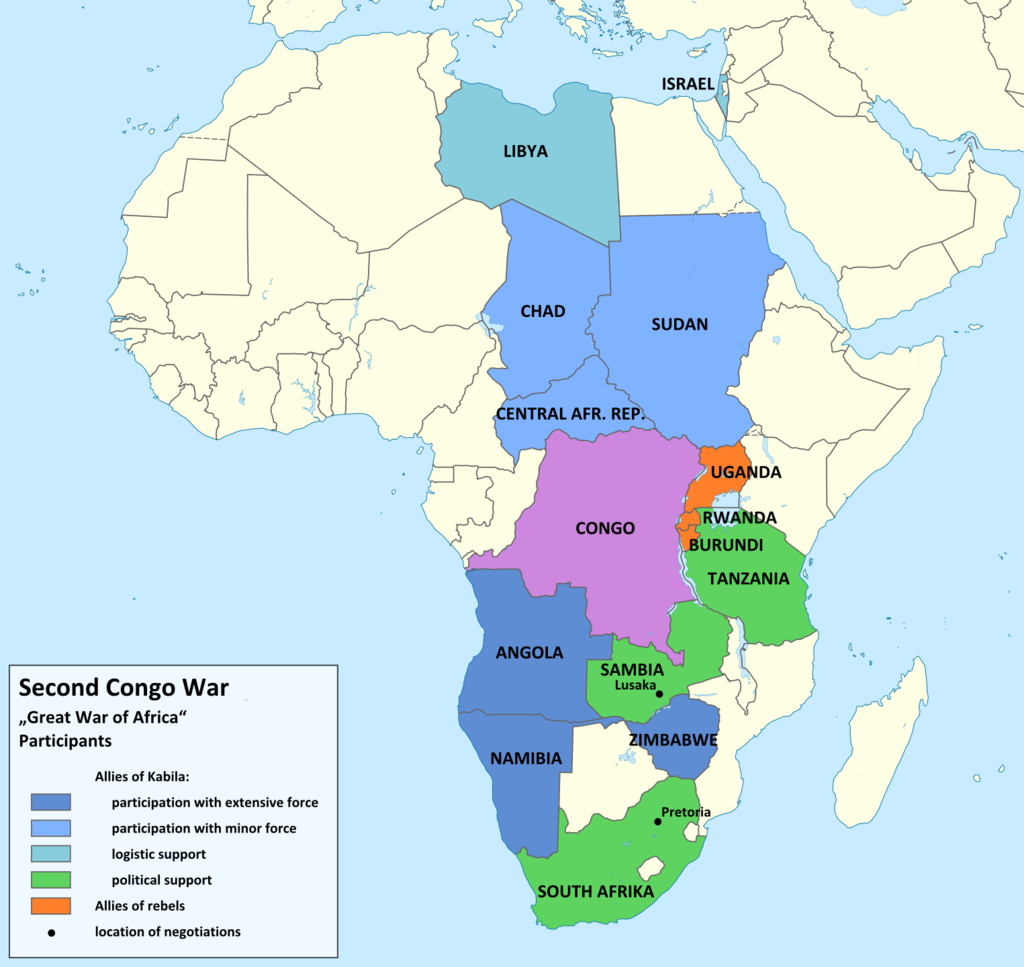 ISRAEL
LIBYA
CHAD
SUDAN
CENTRAL AFR. REP.
UGANDA
RWANDA
CONGO
BURUNDI
TANZANIA
ANGOLA
SAMBIA
Lusaka
ZIMBABWE
NAMIBIA
Pretoria
SOUTH AFRIKA
Second Congo War
„Great War of Africa“
Participants
Allies of Kabila:
participation with extensive force
participation with minor force
logistic support
political support
Allies of rebels
location of negotiations